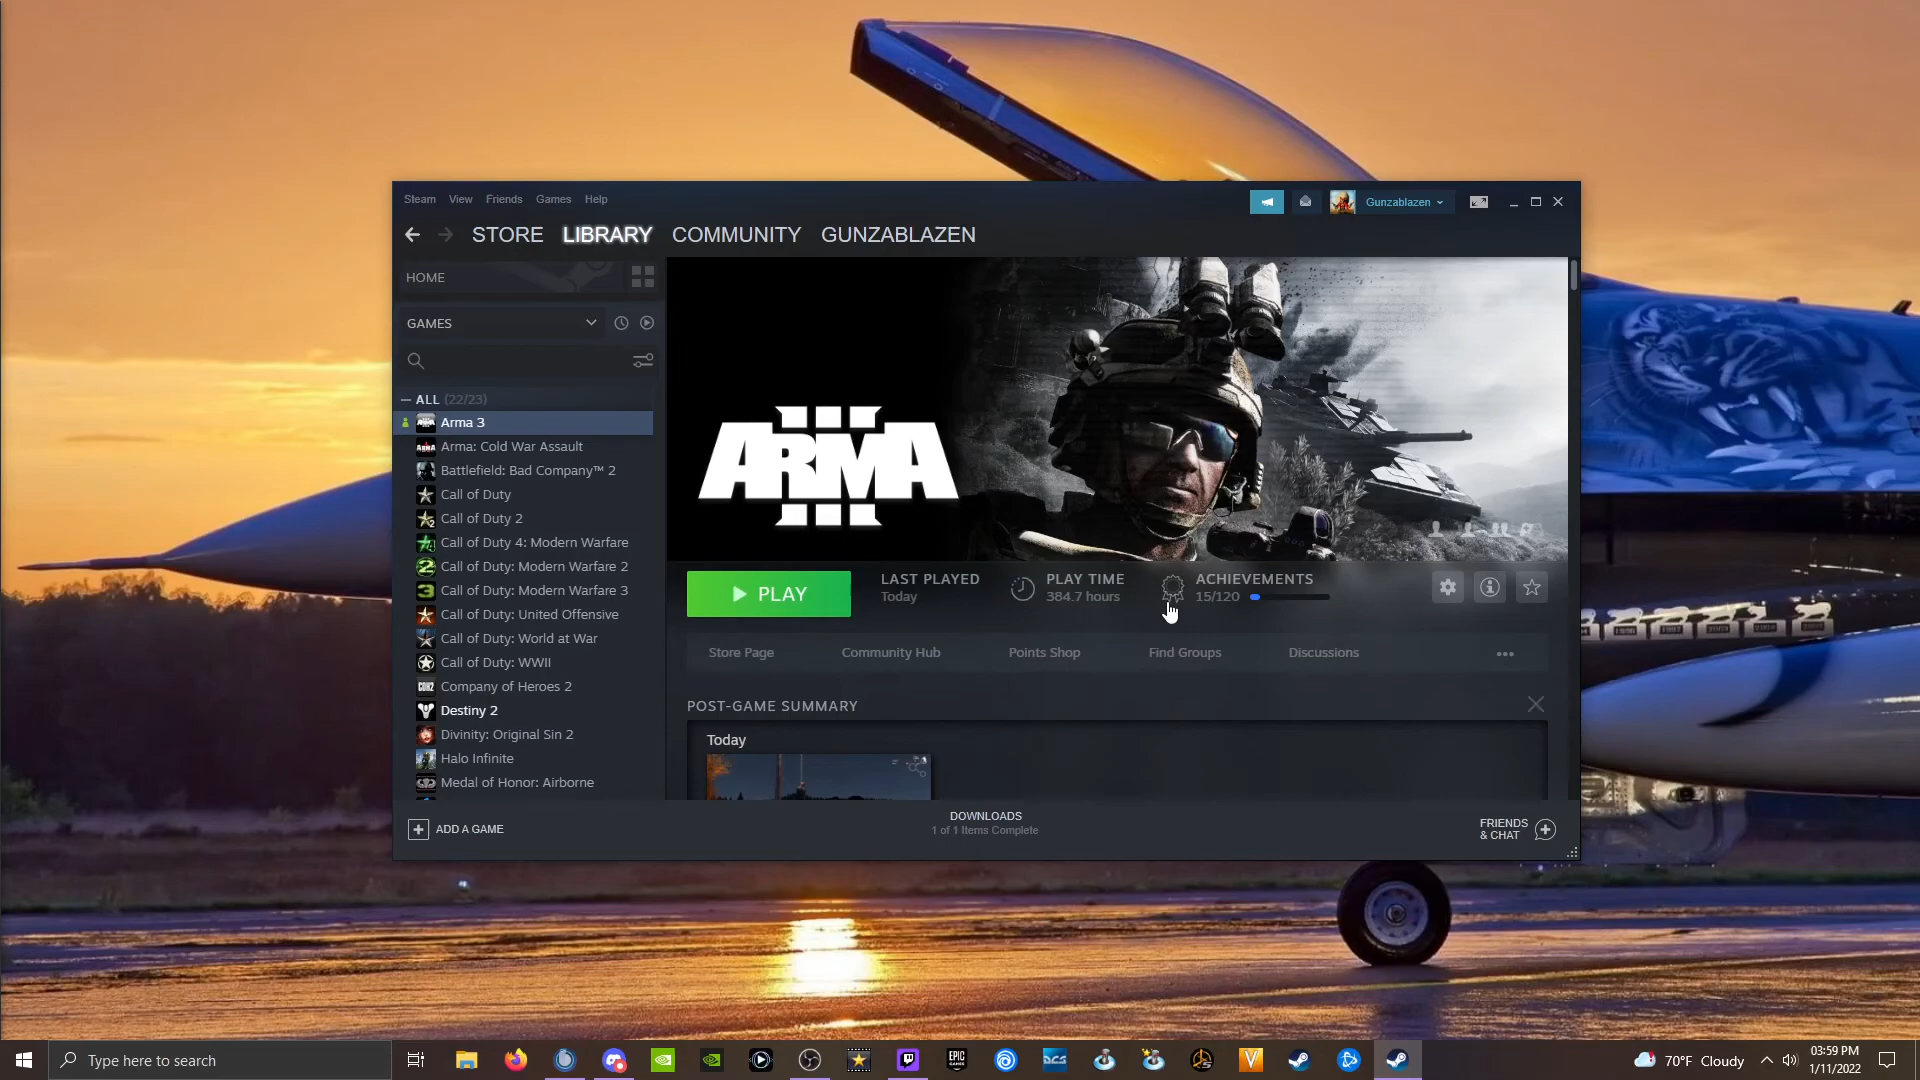 Steam View Friends Games Help
Gunzablazen
STORE LIBRARY COMMUNITY GUNZABLAZEN
HOME
GAMES
ALL (22/23)
Arma 3
Arma: Cold War Assault
Battlefield: Bad Company™ 2
Call of Duty
Call of Duty 2
Call of Duty 4: Modern Warfare
Call of Duty: Modern Warfare 2
Call of Duty: Modern Warfare 3
Call of Duty: United Offensive
Call of Duty: World at War
Call of Duty: WWII
Company of Heroes 2
Destiny 2
Divinity: Original Sin 2
Halo Infinite
Medal of Honor: Airborne
ARMA III
PLAY
LAST PLAYED
Today
PLAY TIME
384.7 hours
ACHIEVEMENTS
15/120
Store Page Community Hub Points Shop Find Groups Discussions
POST-GAME SUMMARY
Today
ADD A GAME
DOWNLOADS
1 of 1 Items Complete
FRIENDS
& CHAT
Type here to search
EPIC
GAMES
DCS
70°F Cloudy
03:59 PM
1/11/2022